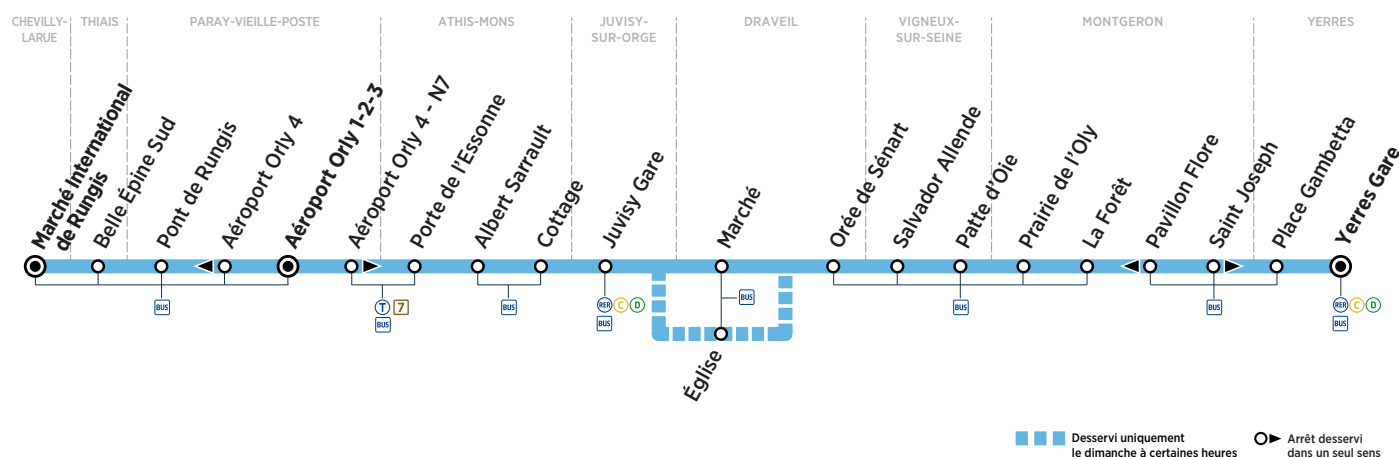 CHEVILLY-
LARUE
THIAIS
PARAY-VIEILLE-POSTE
ATHIS-MONS
JUVISY-
SUR-ORGE
DRAVEIL
VIGNEUX-
SUR-SEINE
MONTGERON
YERRES
Marché International
de Rungis
Belle Épine Sud
Pont de Rungis
Aéroport Orly 4
Aéroport Orly 1-2-3
Aéroport Orly 4 - N7
Porte de l'Essonne
Albert Sarrault
Cottage
Juvisy Gare
Marché
Orée de Sénart
Salvador Allende
Patte d'Oie
Prairie de l'Oly
La Forêt
Pavillon Flore
Saint Joseph
Place Gambetta
Yerres Gare
BUS
T 7
BUS
BUS
RER C D
BUS
BUS
BUS
BUS
RER C D
BUS
Église
Desservi uniquement
le dimanche à certaines heures
Arrêt desservi
dans un seul sens